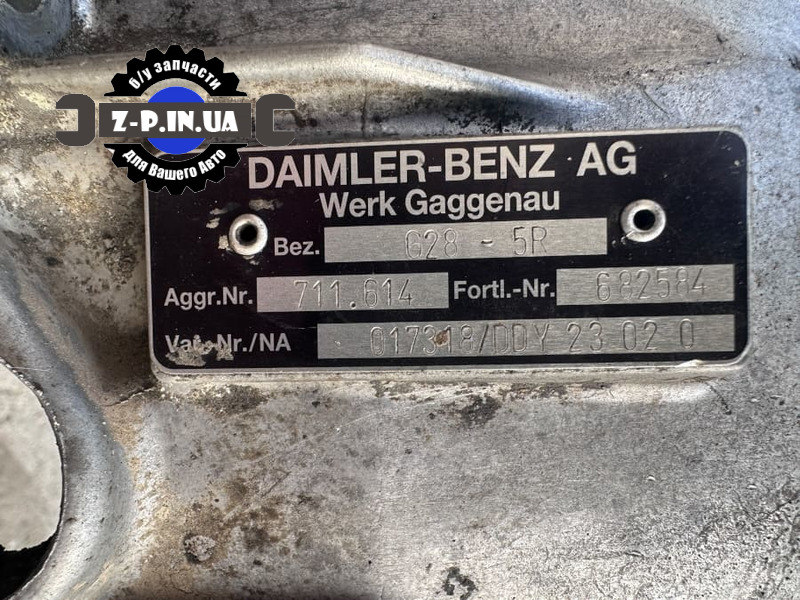 б/у запчасти
Z-P.IN.UA
Для Вашего Авто
DAIMLER-BENZ AG
Werk Gaggenau
Bez. G28 - 5R
Aggr.Nr. 711.614 Fortl.-Nr. 682584
Var.-Nr./NA 017318/DDY 23 02 0